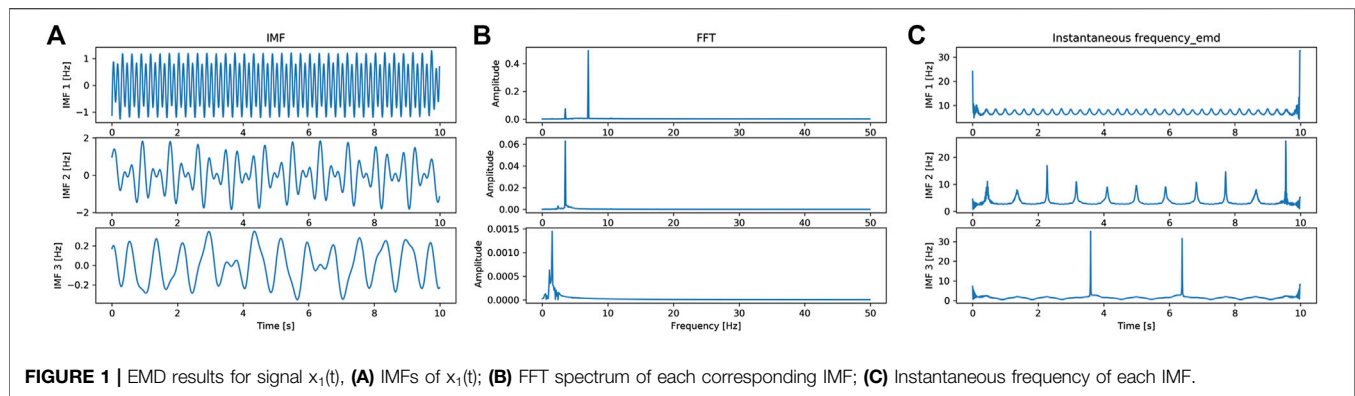 A
IMF
IMF 1 [Hz]
1
0
−1
0 2 4 6 8 10
IMF 2 [Hz]
2
0
−2
0 2 4 6 8 10
IMF 3 [Hz]
0.2
0.0
−0.2
0 2 4 6 8 10
Time [s]
B
FFT
Amplitude
0.4
0.2
0.0
0 10 20 30 40 50
Amplitude
0.06
0.04
0.02
0.00
0 10 20 30 40 50
Amplitude
0.0015
0.0010
0.0005
0.0000
0 10 20 30 40 50
Frequency [Hz]
C
Instantaneous frequency_emd
IMF 1 [Hz]
30
20
10
0 2 4 6 8 10
IMF 2 [Hz]
20
10
0
0 2 4 6 8 10
IMF 3 [Hz]
30
20
10
0
0 2 4 6 8 10
Time [s]
FIGURE 1 | EMD results for signal x₁(t), (A) IMFs of x₁(t); (B) FFT spectrum of each corresponding IMF; (C) Instantaneous frequency of each IMF.